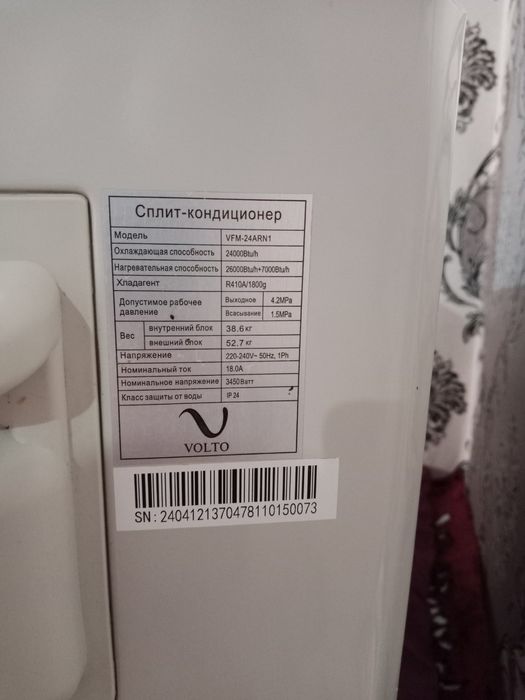 Сплит-кондиционер
Модель VFM-24ARN1
Охлаждающая способность 24000Btu/h
Нагревательная способность 26000Btu/h+7000Btu/h
Хладагент R410A/1800g
Допустимое рабочее давление Выходное 4.2MPa
Всасывание 1.5MPa
Вес внутренний блок 38.6 кг
внешний блок 52.7 кг
Напряжение 220-240V~ 50Hz, 1Ph
Номинальный ток 18.0A
Номинальное напряжение 3450Ватт
Класс защиты от воды IP 24
VOLTO
SN: 2404121370478110150073